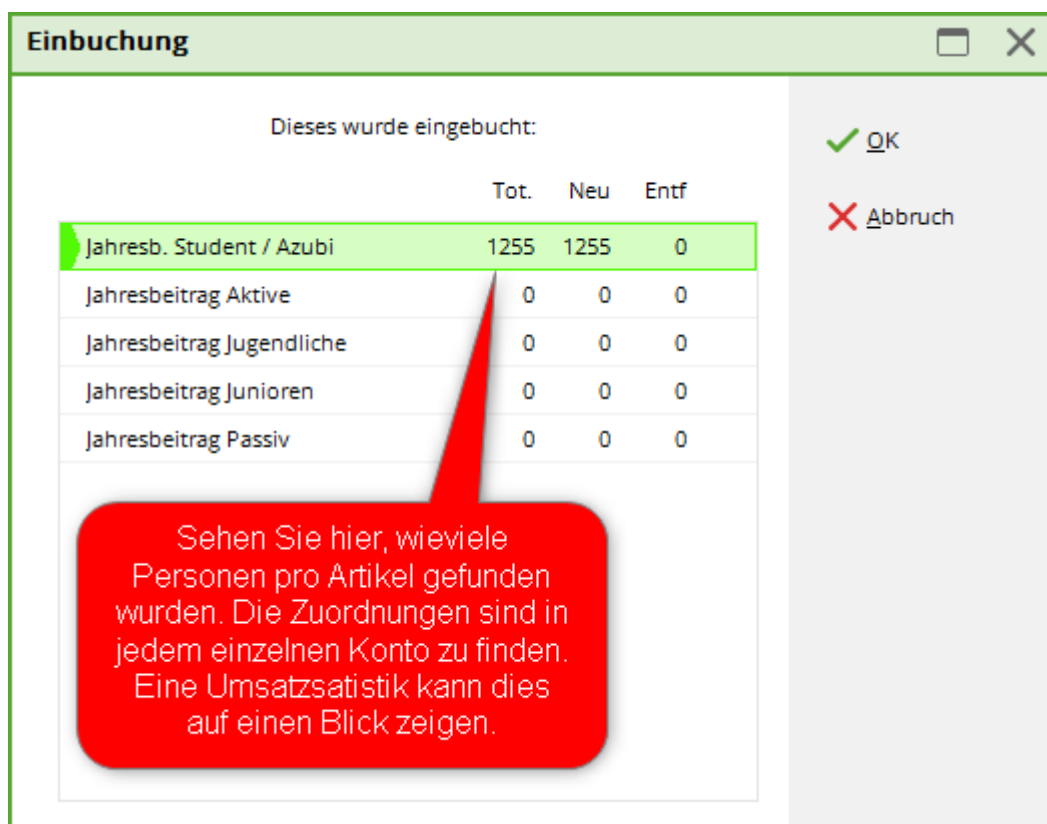 Einbuchung
Dieses wurde eingebucht:
OK
Abbruch
Tot. Neu Entf
Jahresb. Student / Azubi 1255 1255 0
Jahresbeitrag Aktive 0 0 0
Jahresbeitrag Jugendliche 0 0 0
Jahresbeitrag Junioren 0 0 0
Jahresbeitrag Passiv 0 0 0
Sehen Sie hier, wieviele
Personen pro Artikel gefunden
wurden. Die Zuordnungen sind in
jedem einzelnen Konto zu finden.
Eine Umsatzsatistik kann dies
auf einen Blick zeigen.